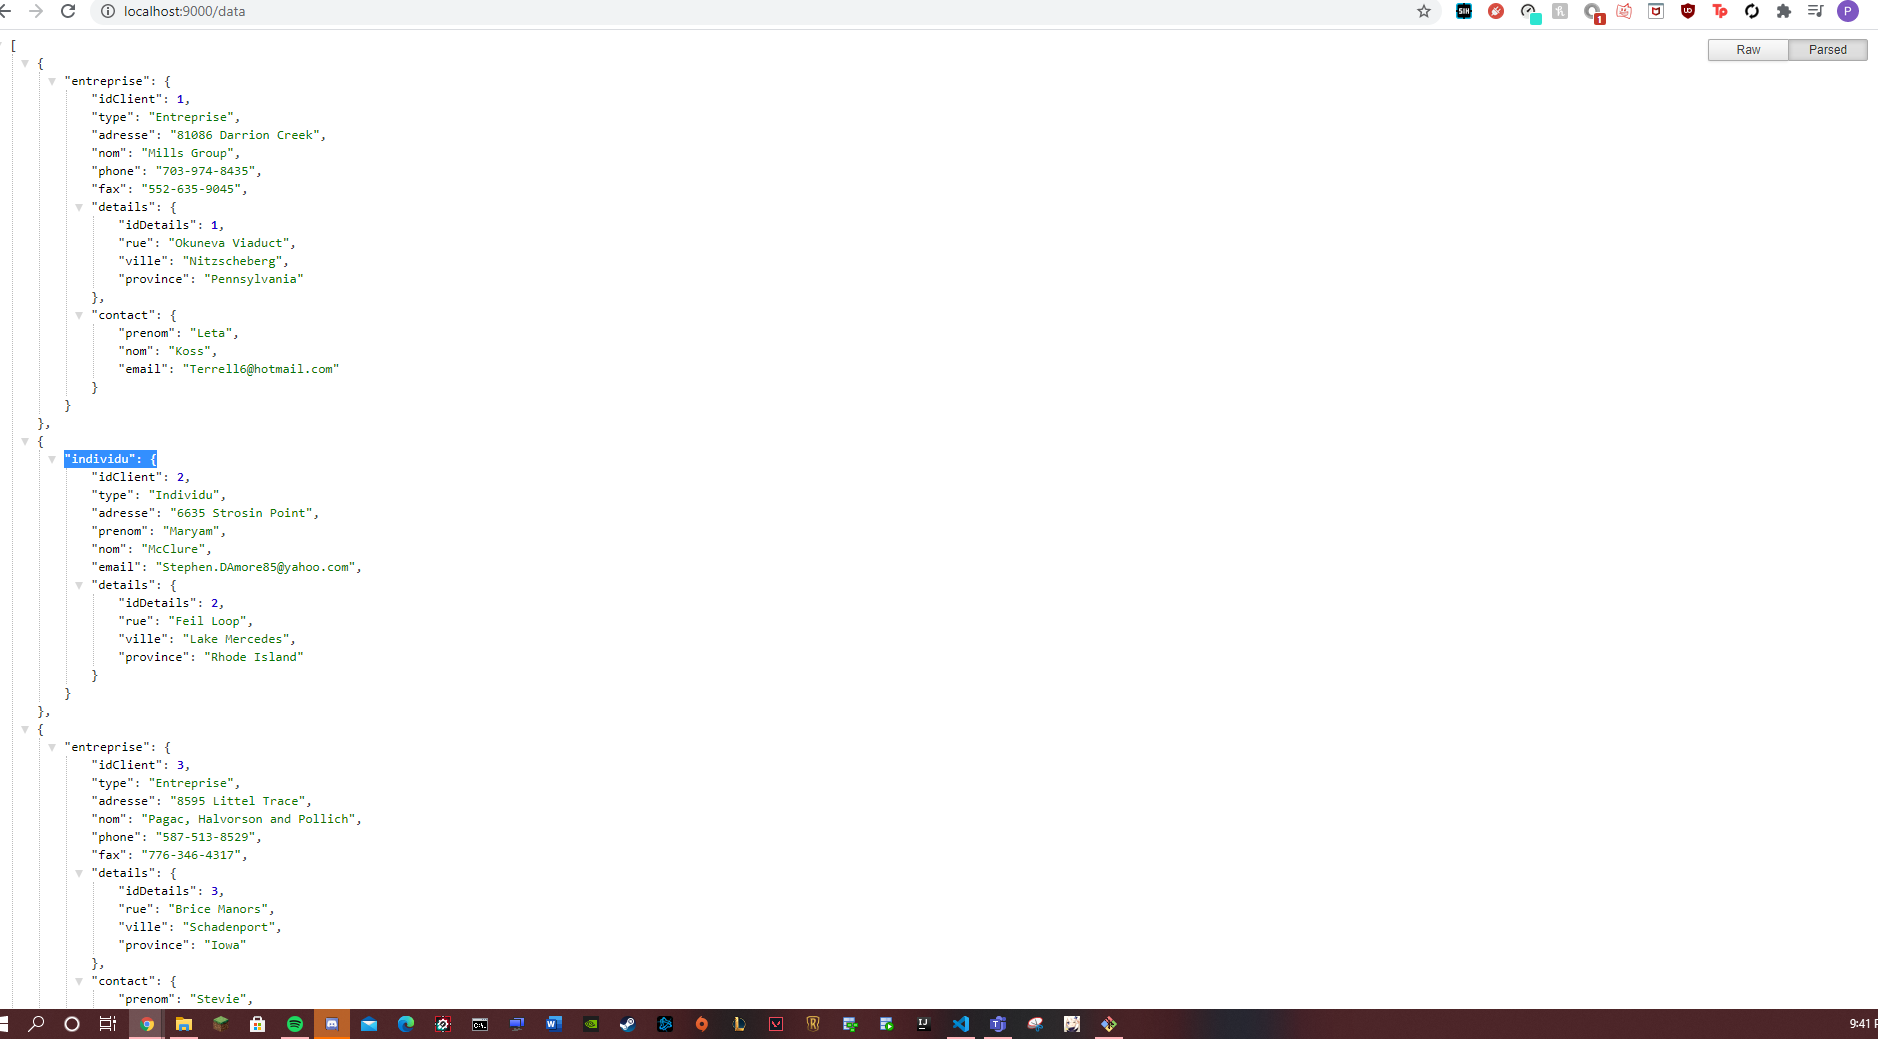 localhost:9000/data
1
P
Raw
Parsed
[
{
"entreprise": {
"idClient": 1,
"type": "Entreprise",
"adresse": "81086 Darrion Creek",
"nom": "Mills Group",
"phone": "703-974-8435",
"fax": "552-635-9045",
"details": {
"idDetails": 1,
"rue": "Okuneva Viaduct",
"ville": "Nitzscheberg",
"province": "Pennsylvania"
},
"contact": {
"prenom": "Leta",
"nom": "Koss",
"email": "Terrell6@hotmail.com"
}
}
},
{
"individu": {
"idClient": 2,
"type": "Individu",
"adresse": "6635 Strosin Point",
"prenom": "Maryam",
"nom": "McClure",
"email": "Stephen.DAmore85@yahoo.com",
"details": {
"idDetails": 2,
"rue": "Feil Loop",
"ville": "Lake Mercedes",
"province": "Rhode Island"
}
}
},
{
"entreprise": {
"idClient": 3,
"type": "Entreprise",
"adresse": "8595 Littel Trace",
"nom": "Pagac, Halvorson and Pollich",
"phone": "587-513-8529",
"fax": "776-346-4317",
"details": {
"idDetails": 3,
"rue": "Brice Manors",
"ville": "Schadenport",
"province": "Iowa"
},
"contact": {
"prenom": "Stevie",
9:41